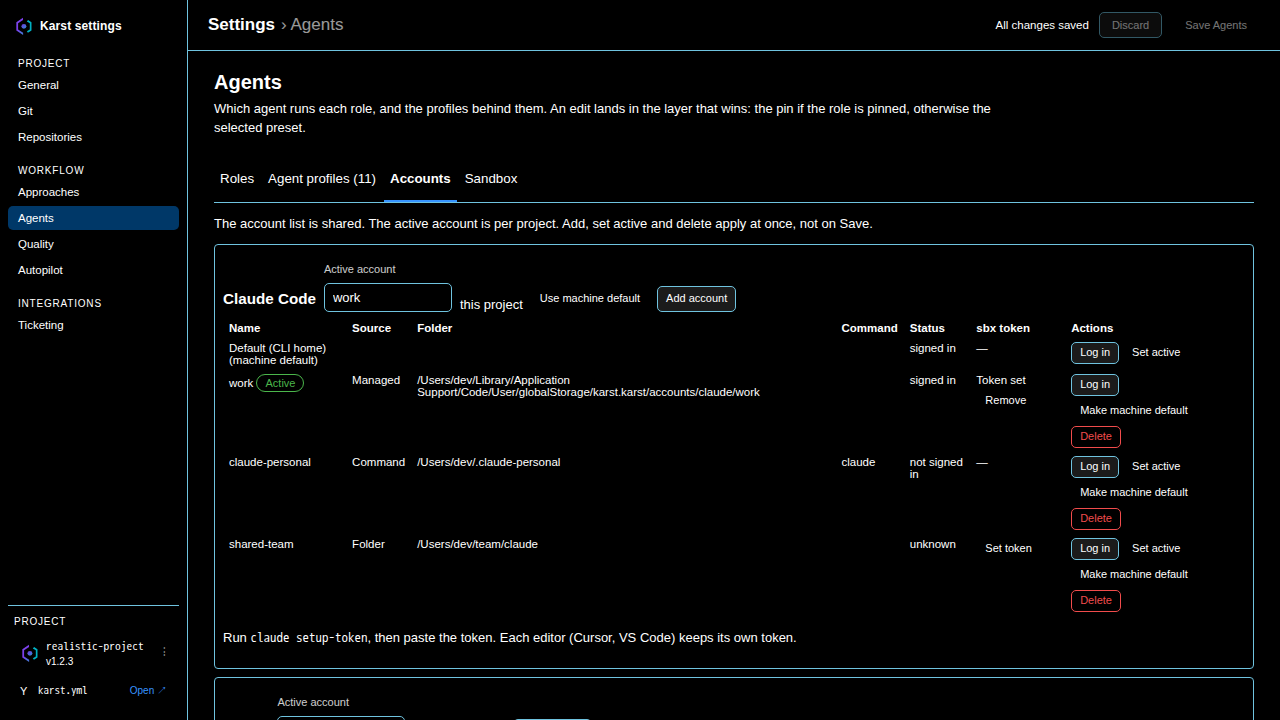 Karst settings
Settings › Agents
All changes saved
Discard
Save Agents
PROJECT
General
Git
Repositories
WORKFLOW
Approaches
Agents
Quality
Autopilot
INTEGRATIONS
Ticketing
PROJECT
realistic-project
v1.2.3
⋮
Y karst.yml Open ↗
Agents
Which agent runs each role, and the profiles behind them. An edit lands in the layer that wins: the pin if the role is pinned, otherwise the
selected preset.
Roles Agent profiles (11) Accounts Sandbox
The account list is shared. The active account is per project. Add, set active and delete apply at once, not on Save.
Active account
Claude Code work this project Use machine default Add account
Name Source Folder Command Status sbx token Actions
Default (CLI home)
(machine default)
signed in — Log in Set active
work Active Managed /Users/dev/Library/Application
Support/Code/User/globalStorage/karst.karst/accounts/claude/work
signed in Token set Log in
Remove
Make machine default
Delete
claude-personal Command /Users/dev/.claude-personal claude not signed
in
— Log in Set active
Make machine default
Delete
shared-team Folder /Users/dev/team/claude unknown Set token Log in Set active
Make machine default
Delete
Run claude setup-token, then paste the token. Each editor (Cursor, VS Code) keeps its own token.
Active account